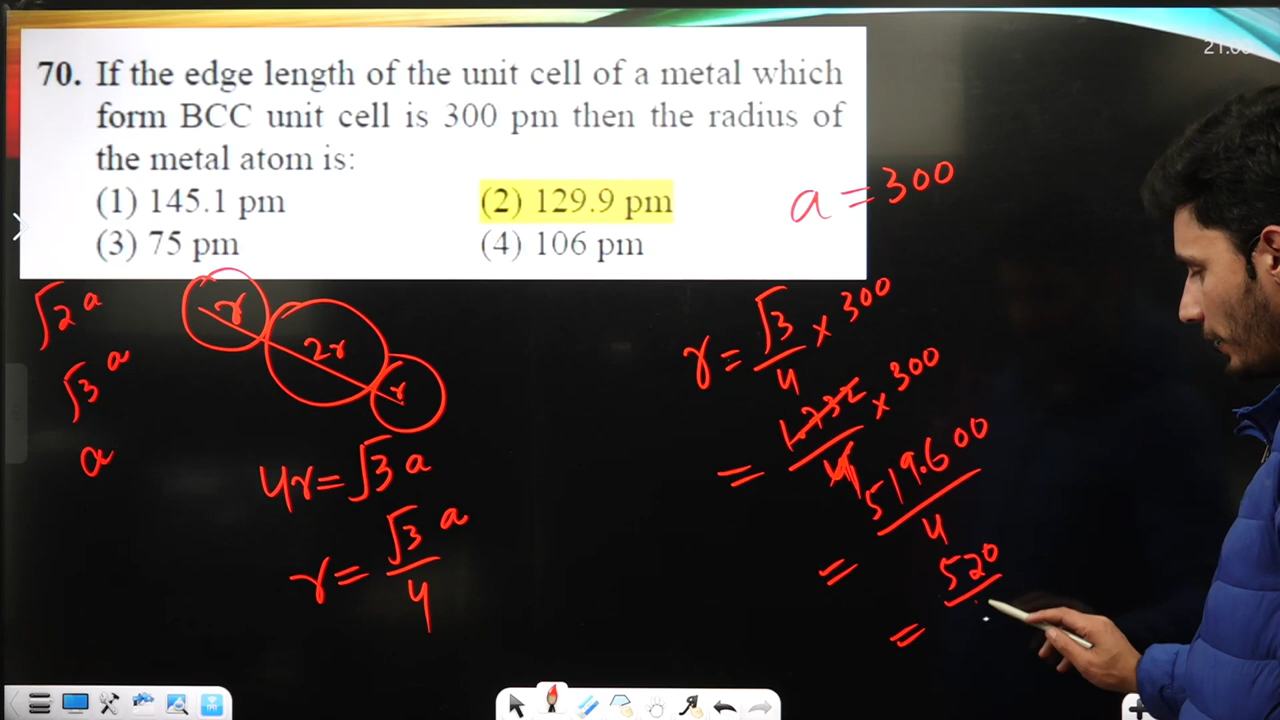 70. If the edge length of the unit cell of a metal which
form BCC unit cell is 300 pm then the radius of
the metal atom is:
(1) 145.1 pm (2) 129.9 pm
(3) 75 pm (4) 106 pm
a = 300
√2 a
√3 a
a
r
2r
r
4r = √3 a
r = √3 a / 4
r = √3 / 4 × 300
= 1.732 / 4 × 300
= 519.600 / 4
= 520